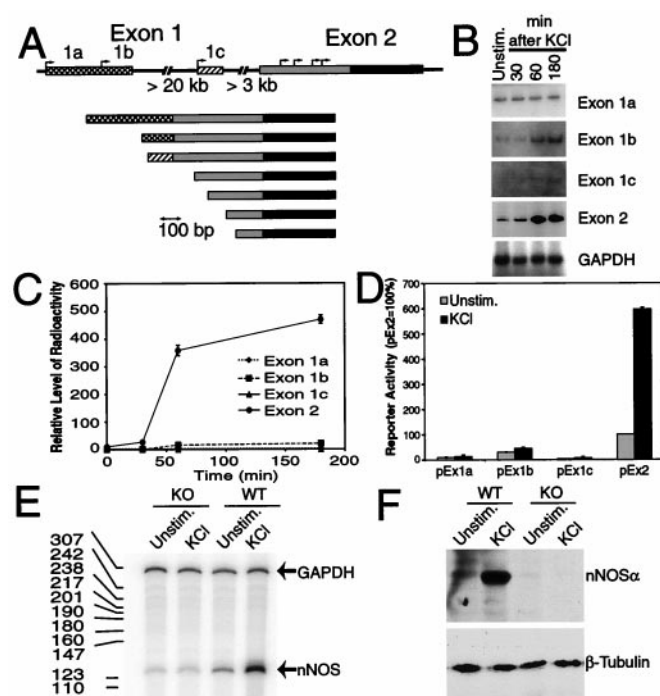 A
Exon 1
Exon 2
1a
1b
1c
> 20 kb
> 3 kb
100 bp
B
Unstim.
min
after KCl
30
60
180
Exon 1a
Exon 1b
Exon 1c
Exon 2
GAPDH
C
Relative Level of Radioactivity
600
500
400
300
200
100
0
Exon 1a
Exon 1b
Exon 1c
Exon 2
0
50
100
150
200
Time (min)
D
Reporter Activity (pEx2=100%)
Unstim.
KCl
600
500
400
300
200
100
0
pEx1a
pEx1b
pEx1c
pEx2
E
KO
WT
Unstim.
KCl
Unstim.
KCl
307
242
238
217
201
190
180
160
147
123
110
GAPDH
nNOS
F
WT
KO
Unstim.
KCl
Unstim.
KCl
nNOSα
β-Tubulin